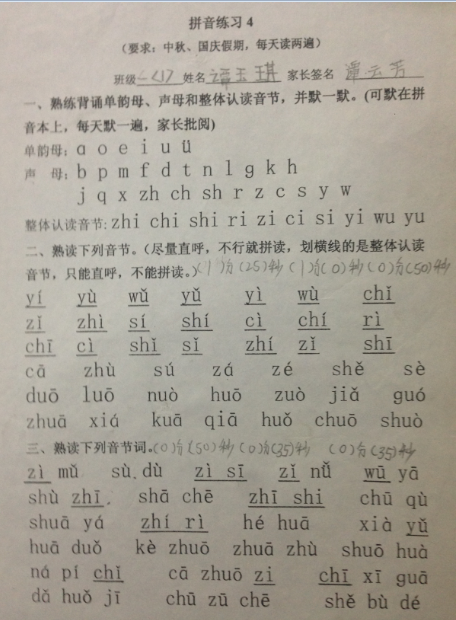 拼音练习 4
（要求：中秋、国庆假期，每天读两遍）
班级 一(1) 姓名 谭玉琪 家长签名 覃云芳
一、熟练背诵单韵母、声母和整体认读音节，并默一默。(可默在拼
音本上，每天默一遍，家长批阅)
单韵母：ɑ o e i u ü
声 母：b p m f d t n l g k h
j q x zh ch sh r z c s y w
整体认读音节：zhi chi shi ri zi ci si yi wu yu
二、熟读下列音节。（尽量直呼，不行就拼读，划横线的是整体认读
音节，只能直呼，不能拼读。）(1)分(25)秒 (1)分(0)秒 (0)分(50)秒
yí yù wǔ yǔ yì wù chǐ
zǐ zhì sí shí cì chí rì
chī cì shǐ sǐ zhí zǐ shī
cā zhù sú zá zé shě sè
duō luō nuò huō zuò jiǎ guó
zhuā xiá kuā qiā huǒ chuō shuò
三、熟读下列音节词。(0)分(50)秒 (0)分(35)秒 (0)分(35)秒
zì mǔ sù dù zì sī zǐ nǚ wū yā
shù zhī shā chē zhī shi chū qù
shuā yá zhí rì hé huā xià yǔ
huā duǒ kè zhuō zhuā zhù shuō huà
ná pí chǐ cā zhuō zi chī xī guā
dǎ huǒ jī chū zū chē shě bù dé